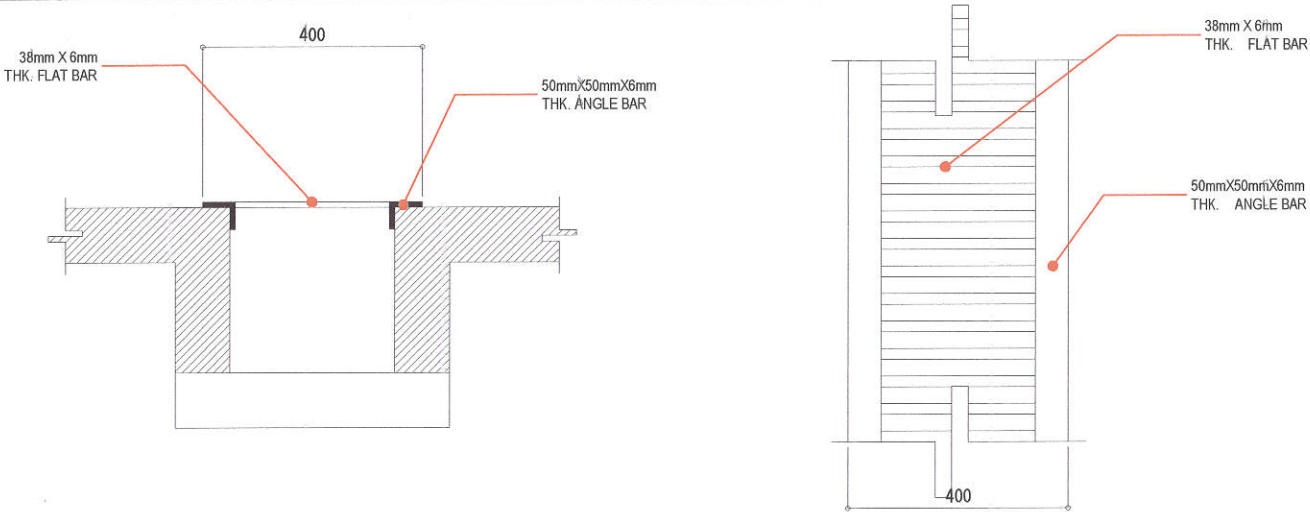 400
38mm X 6mm
THK. FLAT BAR
50mmX50mmX6mm
THK. ANGLE BAR
38mm X 6mm
THK. FLAT BAR
50mmX50mmX6mm
THK. ANGLE BAR
400